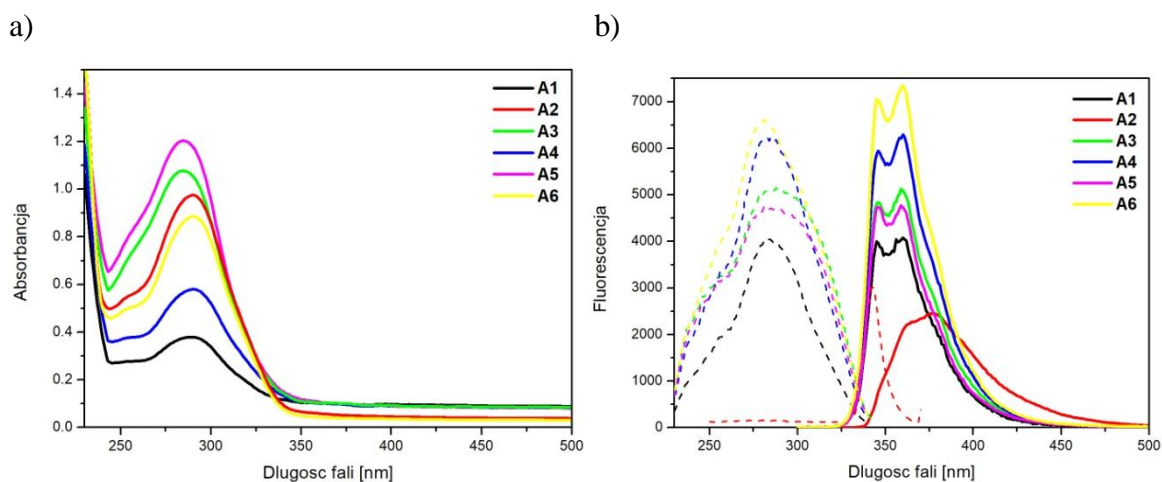 a)
b)
1.4
1.2
1.0
0.8
0.6
0.4
0.2
0.0
Absorbancja
250 300 350 400 450 500
Dlugosc fali [nm]
A1
A2
A3
A4
A5
A6
7000
6000
5000
4000
3000
2000
1000
0
Fluorescencja
250 300 350 400 450 500
Dlugosc fali [nm]
A1
A2
A3
A4
A5
A6